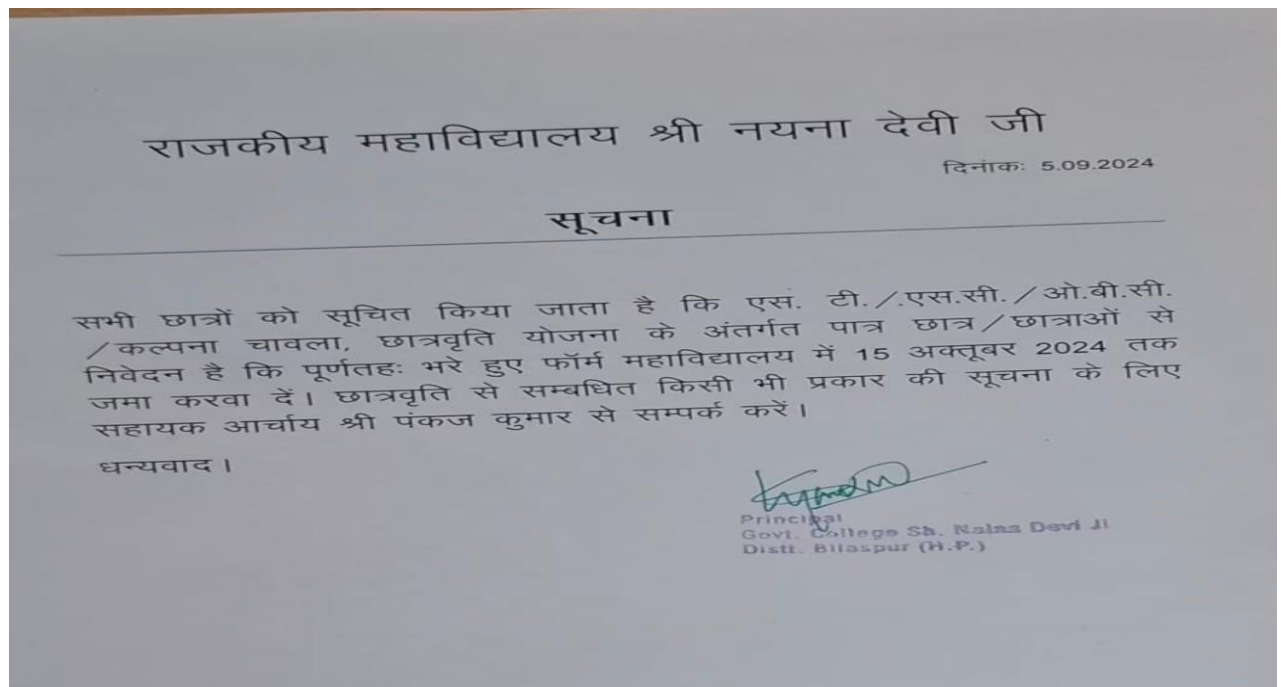 राजकीय महाविद्यालय श्री नयना देवी जी
दिनांकः 5.09.2024
सूचना
सभी छात्रों को सूचित किया जाता है कि एस. टी./.एस.सी./ओ.बी.सी.
/कल्पना चावला, छात्रवृति योजना के अंतर्गत पात्र छात्र/छात्राओं से
निवेदन है कि पूर्णतहः भरे हुए फॉर्म महाविद्यालय में 15 अक्तूबर 2024 तक
जमा करवा दें। छात्रवृति से सम्बधित किसी भी प्रकार की सूचना के लिए
सहायक आर्चाय श्री पंकज कुमार से सम्पर्क करें।
धन्यवाद।
Principal
Govt. College Sh. Naina Devi Ji
Distt. Bilaspur (H.P.)